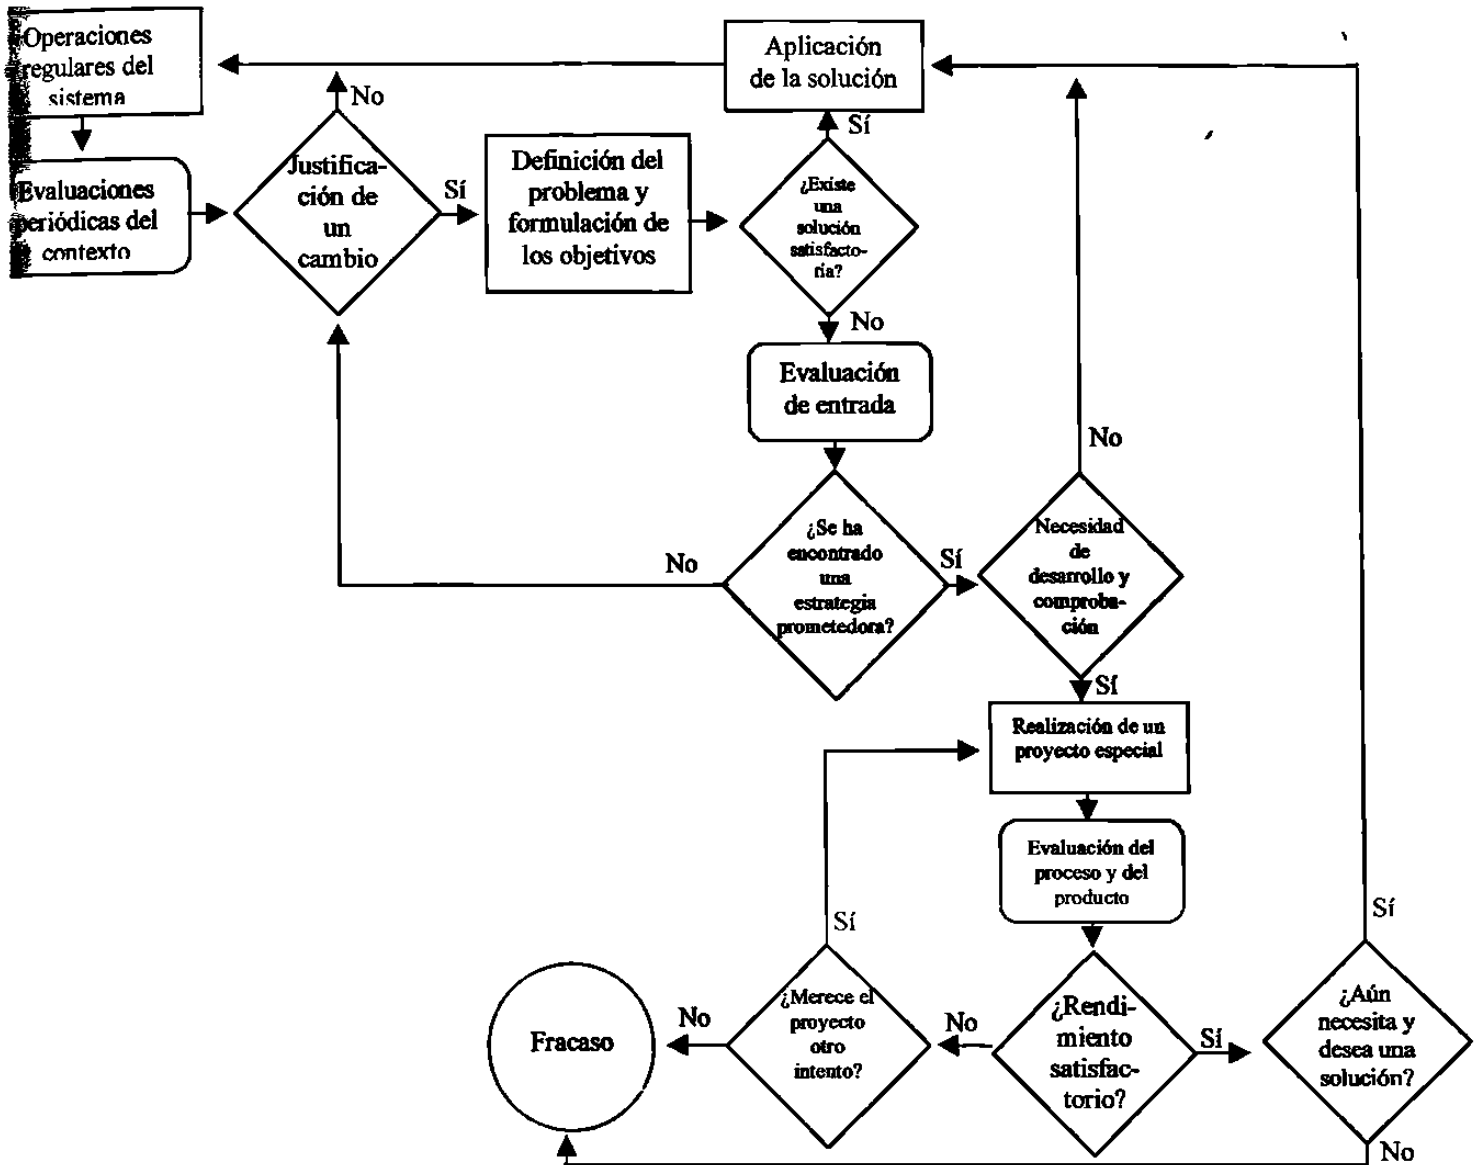 Operaciones
regulares del
sistema
Aplicación
de la solución
No
Sí
Evaluaciones
periódicas del
contexto
Justifica-
ción de
un
cambio
Sí
Definición del
problema y
formulación de
los objetivos
¿Existe
una
solución
satisfacto-
ria?
No
Evaluación
de entrada
No
¿Se ha
encontrado
una
estrategia
prometedora?
No
Sí
Necesidad
de
desarrollo y
comproba-
ción
Sí
Realización de un
proyecto especial
Evaluación del
proceso y del
producto
Sí
Sí
Fracaso
No
¿Merece el
proyecto
otro
intento?
No
¿Rendi-
miento
satisfac-
torio?
Sí
¿Aún
necesita y
desea una
solución?
No